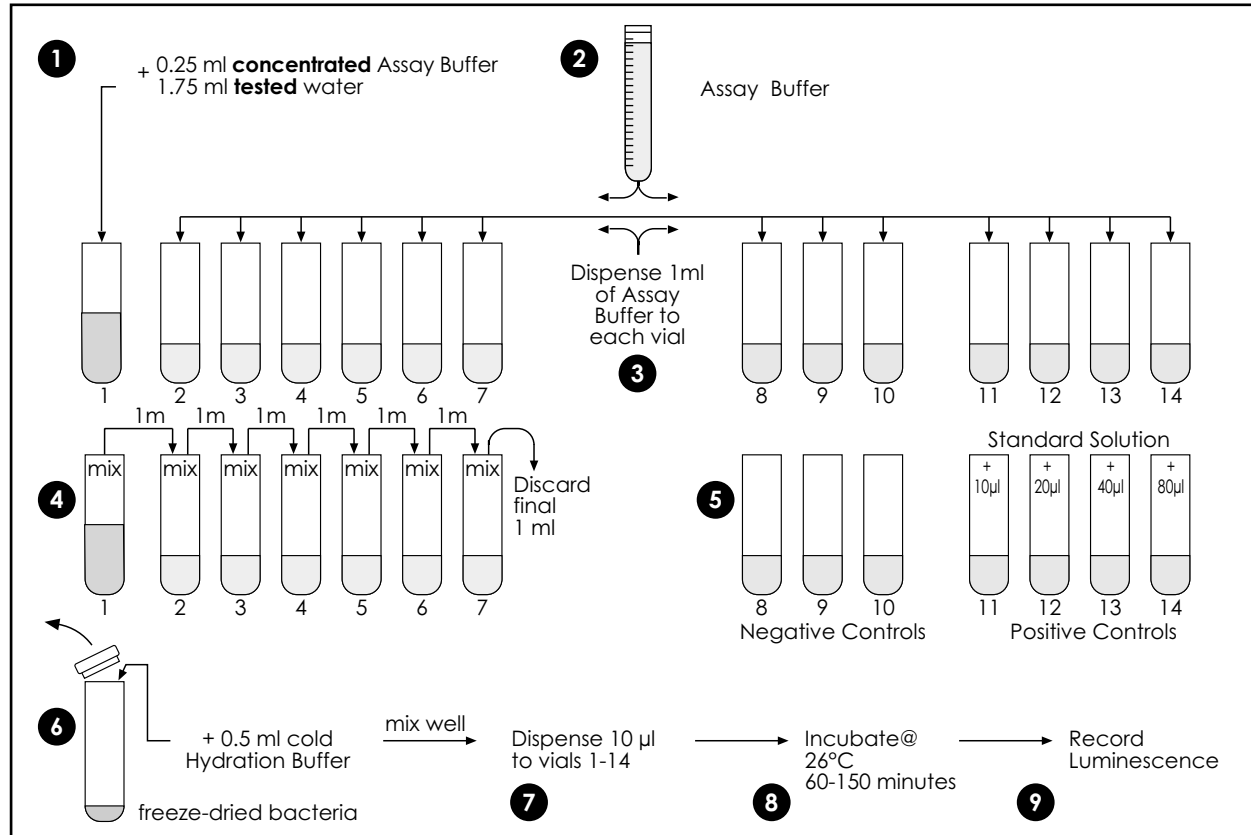 1
+ 0.25 ml concentrated Assay Buffer
1.75 ml tested water
2
Assay Buffer
Dispense 1ml
of Assay
Buffer to
each vial
3
1 2 3 4 5 6 7 8 9 10 11 12 13 14
1m 1m 1m 1m 1m 1m
4
mix mix mix mix mix mix mix
Discard
final
1 ml
1 2 3 4 5 6 7
5
Standard Solution
+ + + +
10µl 20µl 40µl 80µl
8 9 10 11 12 13 14
Negative Controls Positive Controls
6
+ 0.5 ml cold
Hydration Buffer
freeze-dried bacteria
mix well
Dispense 10 µl
to vials 1-14
7
Incubate@
26°C
60-150 minutes
8
Record
Luminescence
9